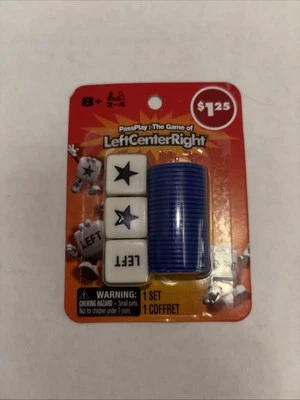 8+ 2-4
$1.25
PassPlay: The Game of
LeftCenterRight
LEFT
LEFT
WARNING:
CHOKING HAZARD - Small parts.
Not for children under 3 years.
1 SET
1 COFFRET